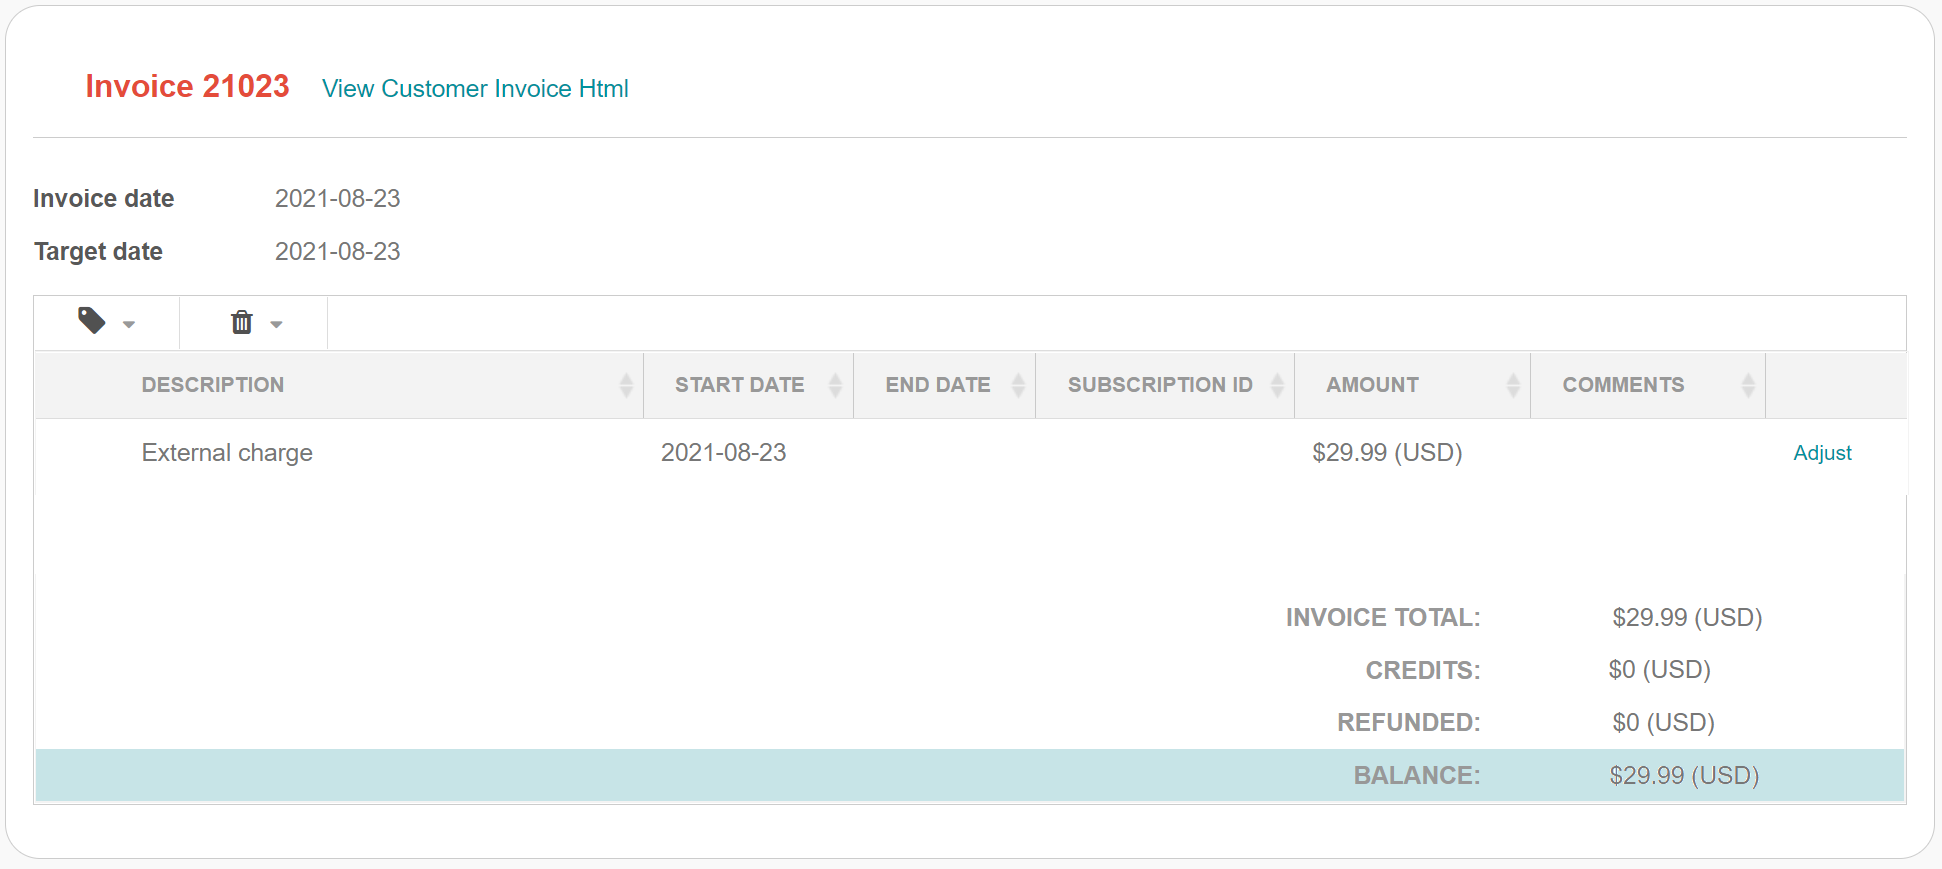 Invoice 21023 View Customer Invoice Html
Invoice date 2021-08-23
Target date 2021-08-23
DESCRIPTION START DATE END DATE SUBSCRIPTION ID AMOUNT COMMENTS
External charge 2021-08-23 $29.99 (USD) Adjust
INVOICE TOTAL: $29.99 (USD)
CREDITS: $0 (USD)
REFUNDED: $0 (USD)
BALANCE: $29.99 (USD)